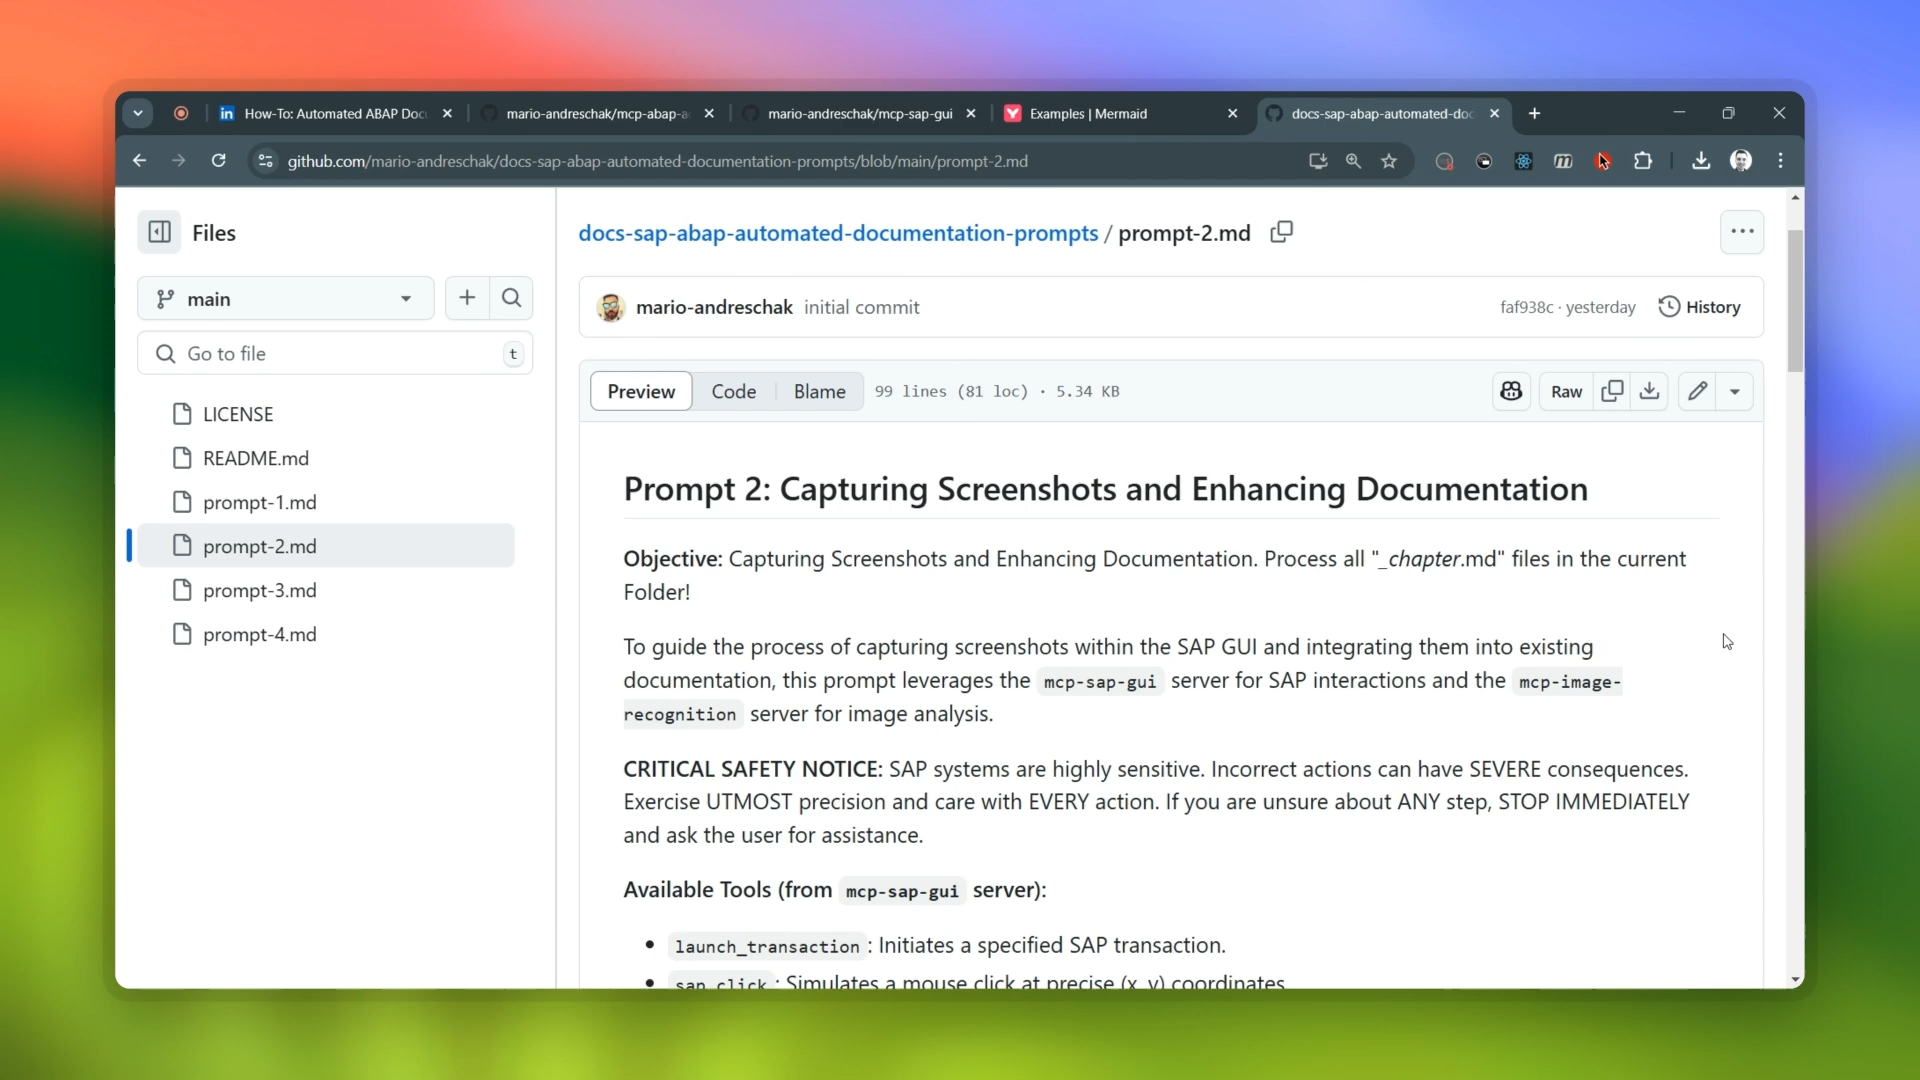 How-To: Automated ABAP Docu
mario-andreschak/mcp-abap-a
mario-andreschak/mcp-sap-gui
Examples | Mermaid
docs-sap-abap-automated-doc
github.com/mario-andreschak/docs-sap-abap-automated-documentation-prompts/blob/main/prompt-2.md
Files
docs-sap-abap-automated-documentation-prompts / prompt-2.md
main
mario-andreschak initial commit
faf938c · yesterday
History
Go to file
t
Preview
Code
Blame
99 lines (81 loc) · 5.34 KB
Raw
LICENSE
README.md
prompt-1.md
prompt-2.md
prompt-3.md
prompt-4.md
Prompt 2: Capturing Screenshots and Enhancing Documentation
Objective: Capturing Screenshots and Enhancing Documentation. Process all "_chapter.md" files in the current
Folder!
To guide the process of capturing screenshots within the SAP GUI and integrating them into existing
documentation, this prompt leverages the mcp-sap-gui server for SAP interactions and the mcp-image-
recognition server for image analysis.
CRITICAL SAFETY NOTICE: SAP systems are highly sensitive. Incorrect actions can have SEVERE consequences.
Exercise UTMOST precision and care with EVERY action. If you are unsure about ANY step, STOP IMMEDIATELY
and ask the user for assistance.
Available Tools (from mcp-sap-gui server):
launch_transaction : Initiates a specified SAP transaction.
sap_click : Simulates a mouse click at precise (x, y) coordinates